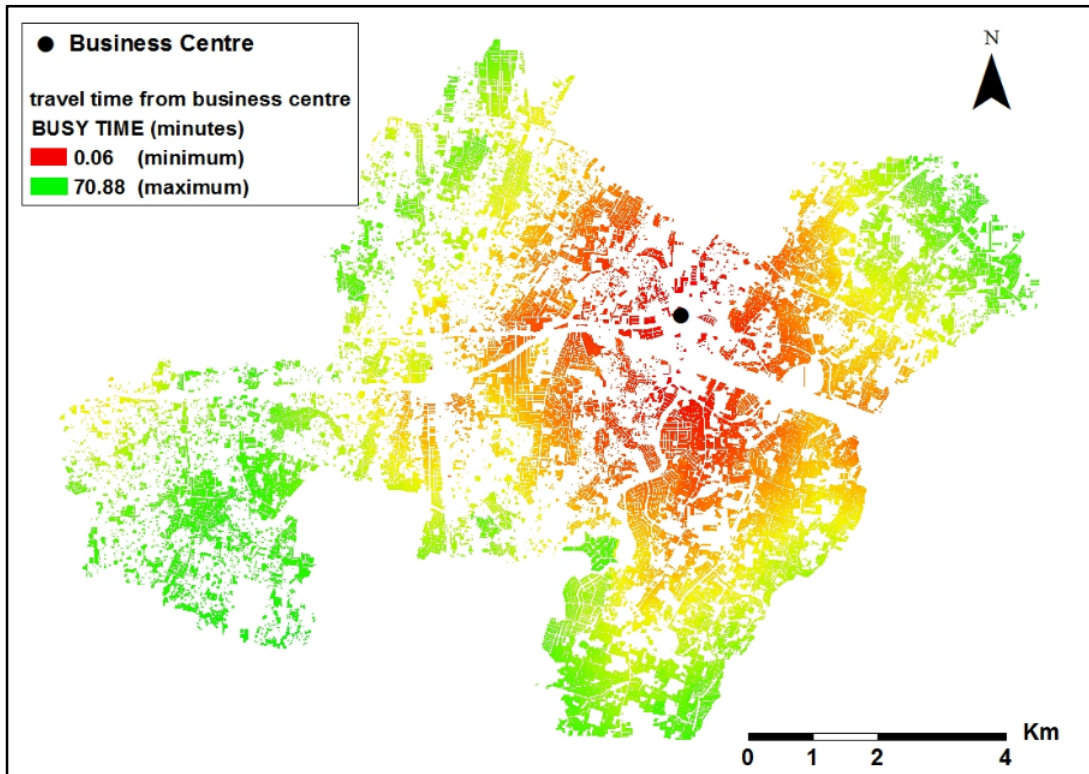 Business Centre
travel time from business centre
BUSY TIME (minutes)
0.06 (minimum)
70.88 (maximum)
N
Km
0 1 2 4